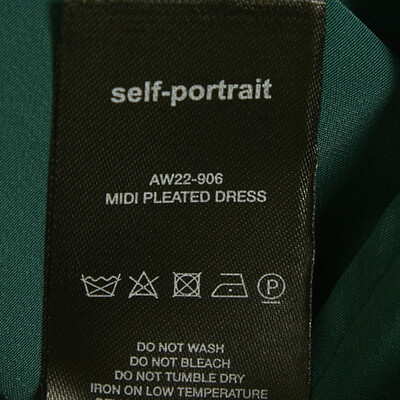 self-portrait
AW22-906
MIDI PLEATED DRESS
P
DO NOT WASH
DO NOT BLEACH
DO NOT TUMBLE DRY
IRON ON LOW TEMPERATURE